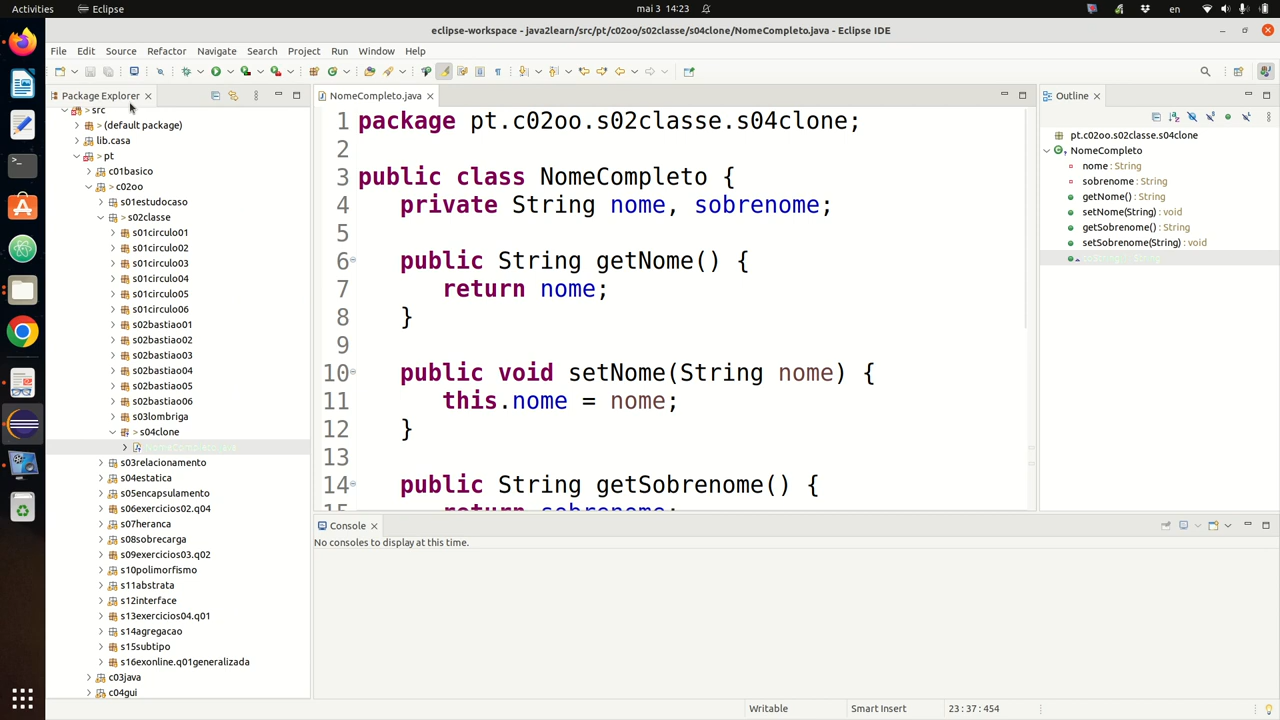 Activities
Eclipse
mai 3 14:23
en
eclipse-workspace - java2learn/src/pt/c02oo/s02classe/s04clone/NomeCompleto.java - Eclipse IDE
File Edit Source Refactor Navigate Search Project Run Window Help
Package Explorer
> src
> (default package)
lib.casa
> pt
c01basico
> c02oo
s01estudocaso
> s02classe
s01circulo01
s01circulo02
s01circulo03
s01circulo04
s01circulo05
s01circulo06
s02bastiao01
s02bastiao02
s02bastiao03
s02bastiao04
s02bastiao05
s02bastiao06
s03lombriga
> s04clone
NomeCompleto.java
s03relacionamento
s04estatica
s05encapsulamento
s06exercicios02.q04
s07heranca
s08sobrecarga
s09exercicios03.q02
s10polimorfismo
s11abstrata
s12interface
s13exercicios04.q01
s14agregacao
s15subtipo
s16exonline.q01generalizada
c03java
c04gui
NomeCompleto.java
1 package pt.c02oo.s02classe.s04clone;
2
3 public class NomeCompleto {
4 private String nome, sobrenome;
5
6 public String getNome() {
7 return nome;
8 }
9
10 public void setNome(String nome) {
11 this.nome = nome;
12 }
13
14 public String getSobrenome() {
15 return sobrenome;
Outline
pt.c02oo.s02classe.s04clone
NomeCompleto
nome : String
sobrenome : String
getNome() : String
setNome(String) : void
getSobrenome() : String
setSobrenome(String) : void
toString() : String
Console
No consoles to display at this time.
Writable
Smart Insert
23 : 37 : 454